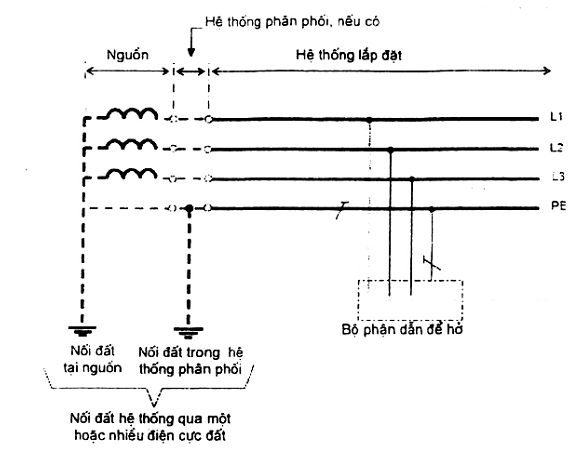 Hệ thống phân phối, nếu có
Nguồn
Hệ thống lắp đặt
L1
L2
L3
PE
Bộ phận dẫn để hở
Nối đất
tại nguồn
Nối đất trong hệ
thống phân phối
Nối đất hệ thống qua một
hoặc nhiều điện cực đất